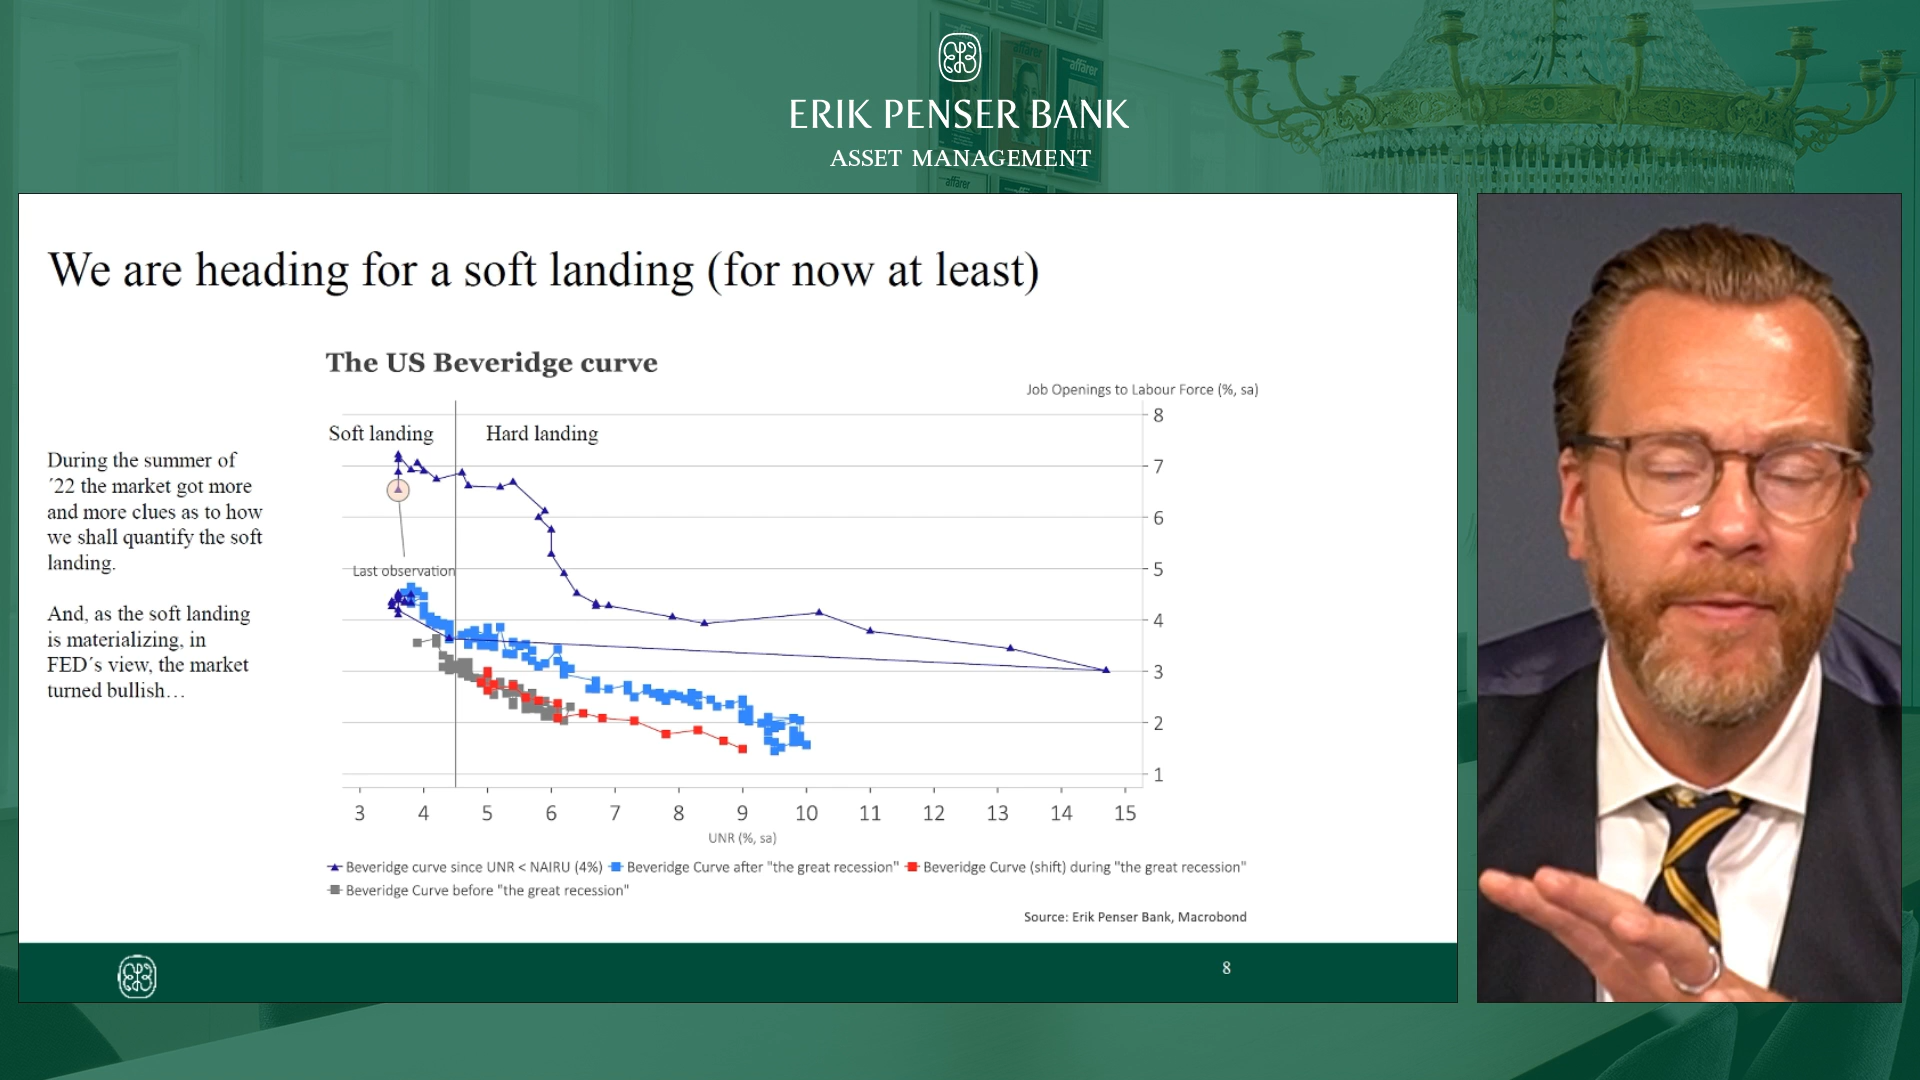 affärer
affärer
affärer
ERIK PENSER BANK
ASSET MANAGEMENT
We are heading for a soft landing (for now at least)
During the summer of
´22 the market got more
and more clues as to how
we shall quantify the soft
landing.
And, as the soft landing
is materializing, in
FED´s view, the market
turned bullish…
The US Beveridge curve
Job Openings to Labour Force (%, sa)
Soft landing
Hard landing
Last observation
8
7
6
5
4
3
2
1
3 4 5 6 7 8 9 10 11 12 13 14 15
UNR (%, sa)
Beveridge curve since UNR < NAIRU (4%) Beveridge Curve after "the great recession" Beveridge Curve (shift) during "the great recession"
Beveridge Curve before "the great recession"
Source: Erik Penser Bank, Macrobond
8